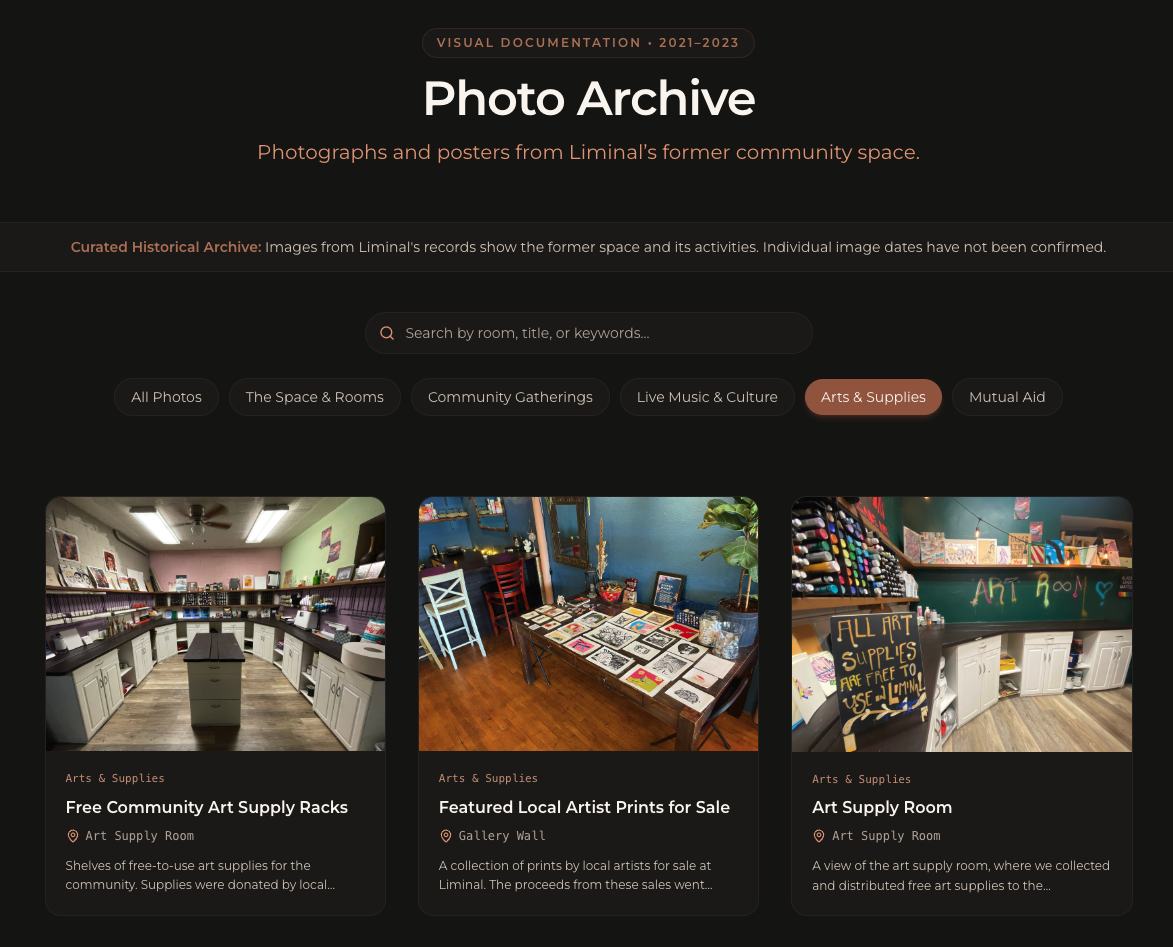 VISUAL DOCUMENTATION • 2021–2023
Photo Archive
Photographs and posters from Liminal’s former community space.
Curated Historical Archive: Images from Liminal's records show the former space and its activities. Individual image dates have not been confirmed.
Search by room, title, or keywords...
All Photos
The Space & Rooms
Community Gatherings
Live Music & Culture
Arts & Supplies
Mutual Aid
ART ROOM
ALL ART
SUPPLIES
ARE FREE TO
USE IN LIMINAL
Arts & Supplies
Free Community Art Supply Racks
Art Supply Room
Shelves of free-to-use art supplies for the
community. Supplies were donated by local...
Arts & Supplies
Featured Local Artist Prints for Sale
Gallery Wall
A collection of prints by local artists for sale at
Liminal. The proceeds from these sales went...
Arts & Supplies
Art Supply Room
Art Supply Room
A view of the art supply room, where we collected
and distributed free art supplies to the...